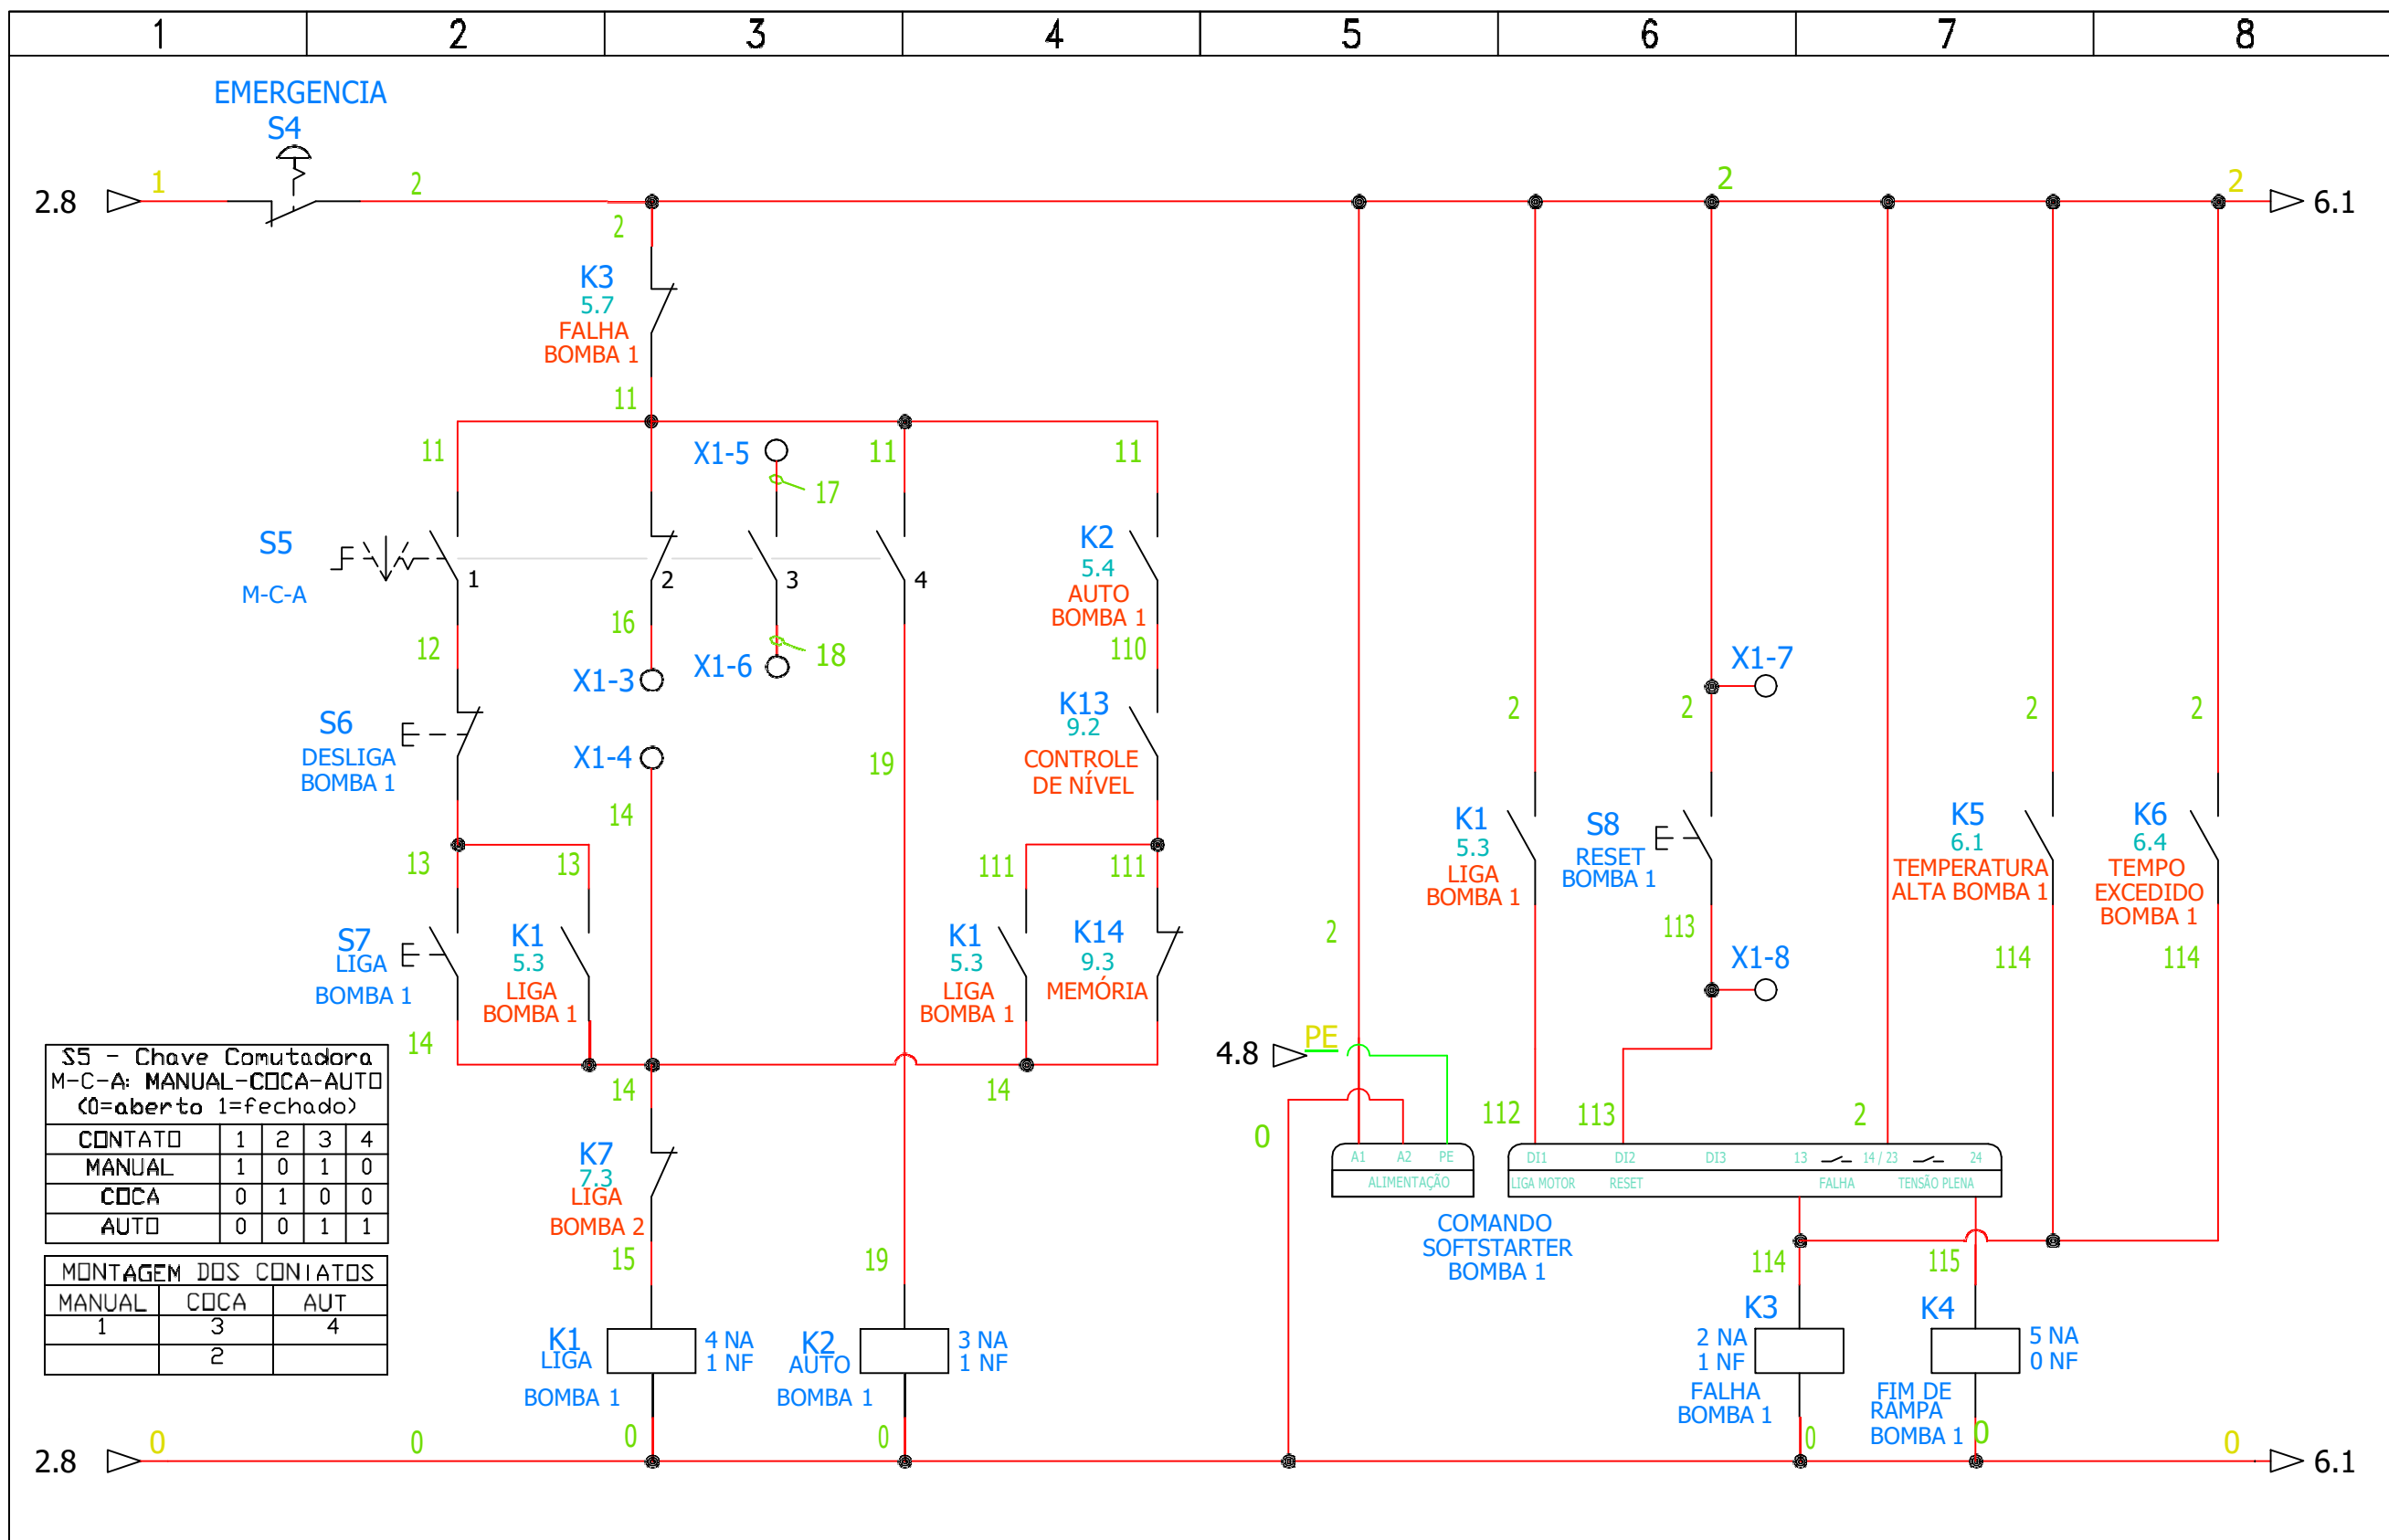 1 2 3 4 5 6 7 8
EMERGENCIA
S4
2.8 1 2 2 2 6.1
2
K3
5.7
FALHA
BOMBA 1
11
11 X1-5 11 11
17
S5
M-C-A
1 2 3 4
K2
5.4
AUTO
BOMBA 1
12 16 18 110
X1-3 X1-6
X1-7
S6
DESLIGA
BOMBA 1
X1-4
14
19
K13
9.2
CONTROLE
DE NÍVEL
2 2 2 2
13 13 111 111
K1
5.3
LIGA
BOMBA 1
S8
RESET
BOMBA 1
K5
6.1
TEMPERATURA
ALTA BOMBA 1
K6
6.4
TEMPO
EXCEDIDO
BOMBA 1
S7
LIGA
BOMBA 1
K1
5.3
LIGA
BOMBA 1
K1
5.3
LIGA
BOMBA 1
K14
9.3
MEMÓRIA
2 113 114 114
X1-8
14 14 14
4.8 PE
0 112 113 2
S5 - Chave Comutadora
M-C-A: MANUAL-COCA-AUTO
(0=aberto 1=fechado)
CONTATO 1 2 3 4
MANUAL 1 0 1 0
COCA 0 1 0 0
AUTO 0 0 1 1
MONTAGEM DOS CONTATOS
MANUAL COCA AUT
1 3 4
2
K7
7.3
LIGA
BOMBA 2
15 19
A1 A2 PE
ALIMENTAÇÃO
DI1 DI2 DI3 13 14 / 23 24
LIGA MOTOR RESET FALHA TENSÃO PLENA
COMANDO
SOFTSTARTER
BOMBA 1
114 115
K1
LIGA
BOMBA 1
4 NA
1 NF
K2
AUTO
BOMBA 1
3 NA
1 NF
K3
2 NA
1 NF
FALHA
BOMBA 1
K4
5 NA
0 NF
FIM DE
RAMPA
BOMBA 1
2.8 0 0 0 0 0 0 0 6.1